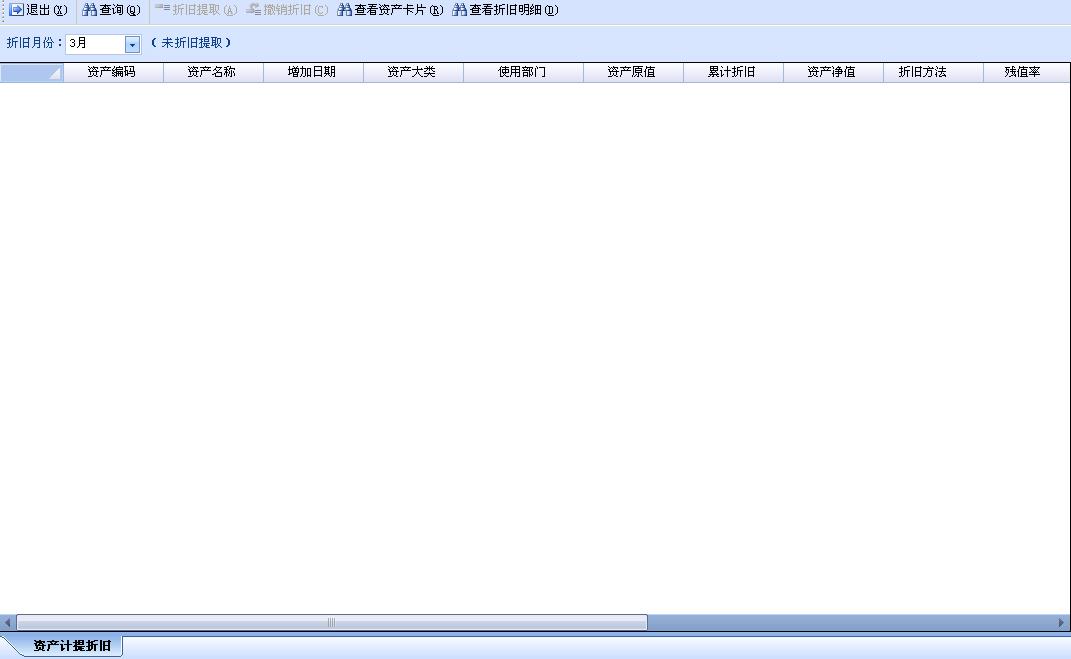 退出(X) 查询(Q) 折旧提取(A) 撤销折旧(C) 查看资产卡片(R) 查看折旧明细(D)
折旧月份： 3月 （未折旧提取）
资产编码 资产名称 增加日期 资产大类 使用部门 资产原值 累计折旧 资产净值 折旧方法 残值率
资产计提折旧